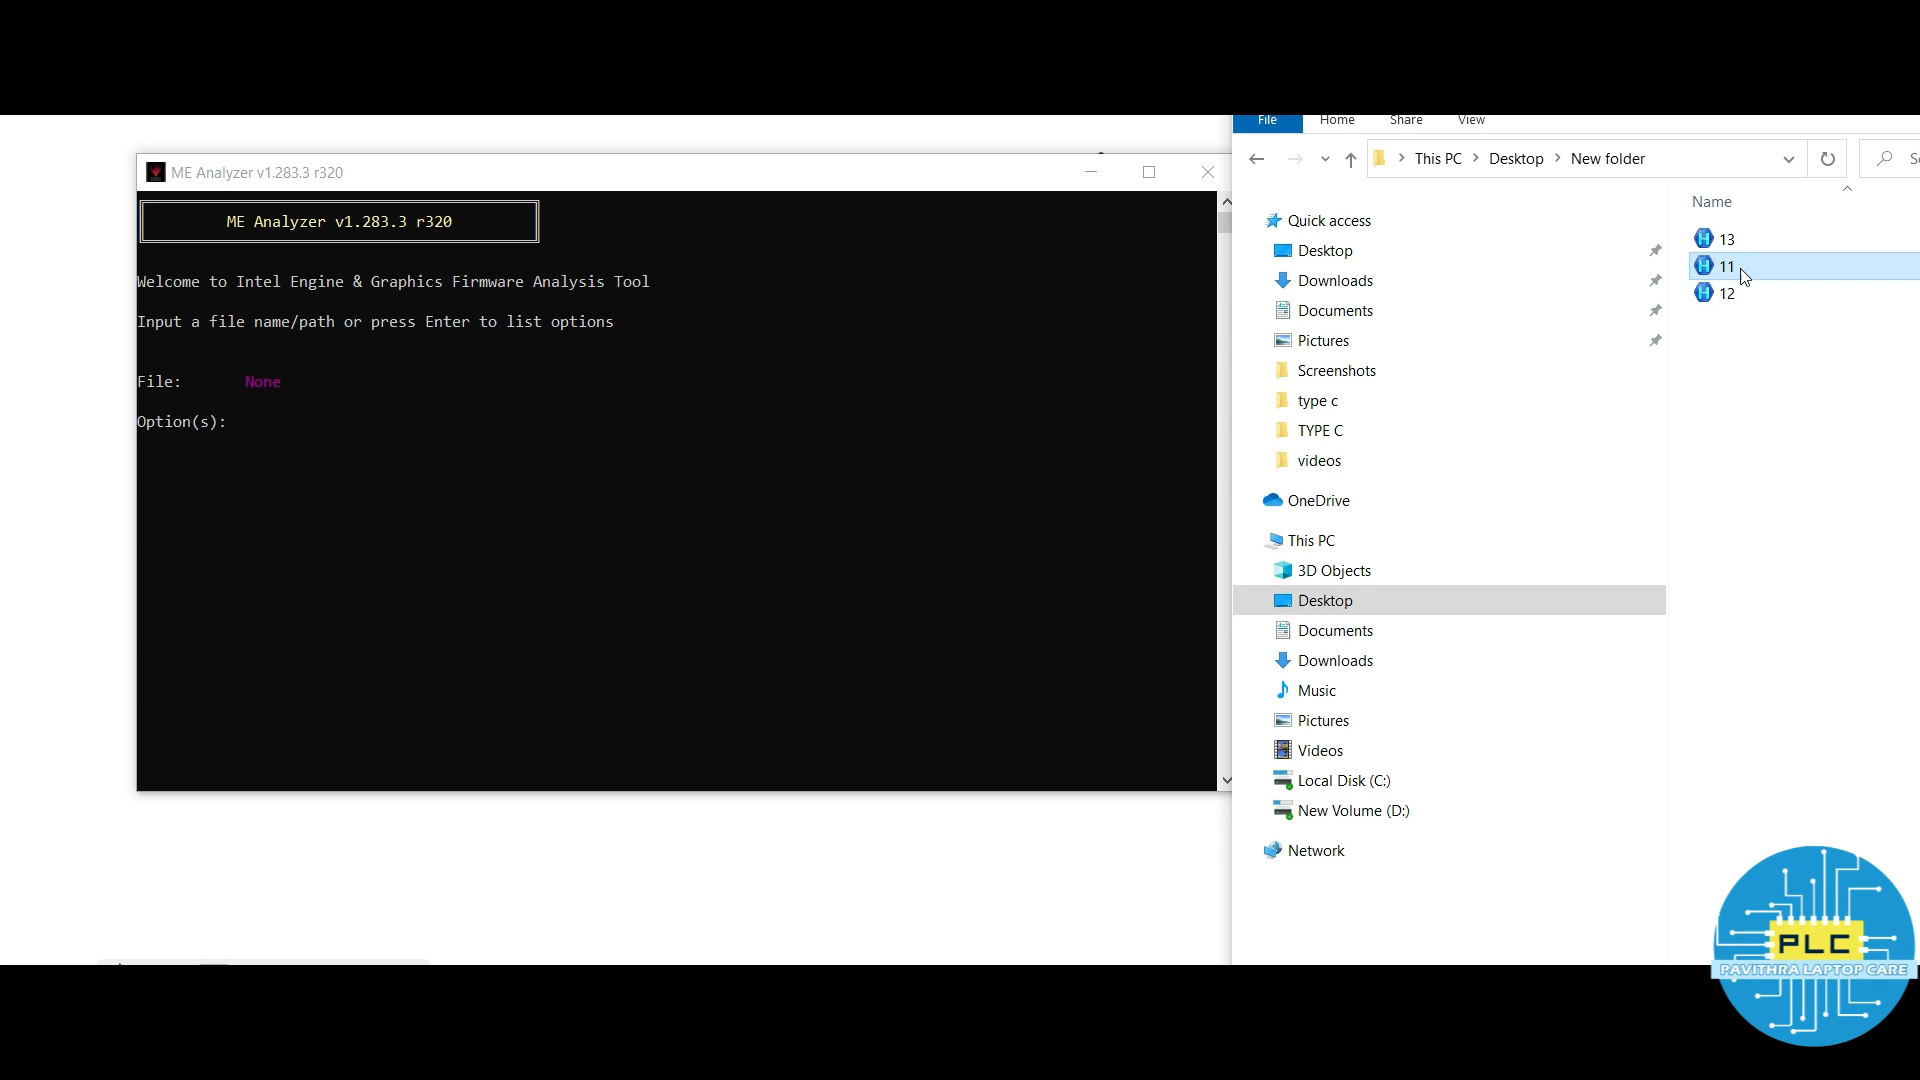 ME Analyzer v1.283.3 r320
ME Analyzer v1.283.3 r320
Welcome to Intel Engine & Graphics Firmware Analysis Tool
Input a file name/path or press Enter to list options
File: None
Option(s):
File Home Share View
This PC Desktop New folder
Name
13
11
12
Quick access
Desktop
Downloads
Documents
Pictures
Screenshots
type c
TYPE C
videos
OneDrive
This PC
3D Objects
Desktop
Documents
Downloads
Music
Pictures
Videos
Local Disk (C:)
New Volume (D:)
Network
PLC
PAVITHRA LAPTOP CARE